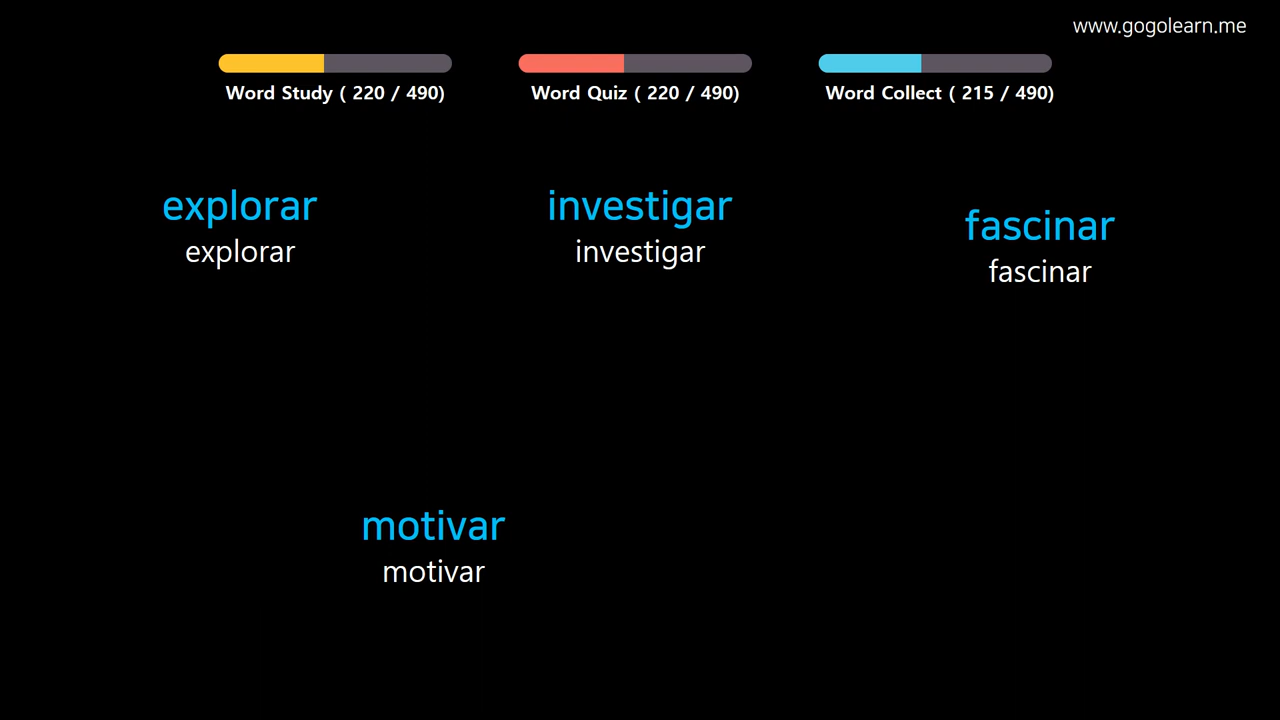 www.gogolearn.me
Word Study ( 220 / 490)
Word Quiz ( 220 / 490)
Word Collect ( 215 / 490)
explorar
explorar
investigar
investigar
fascinar
fascinar
motivar
motivar